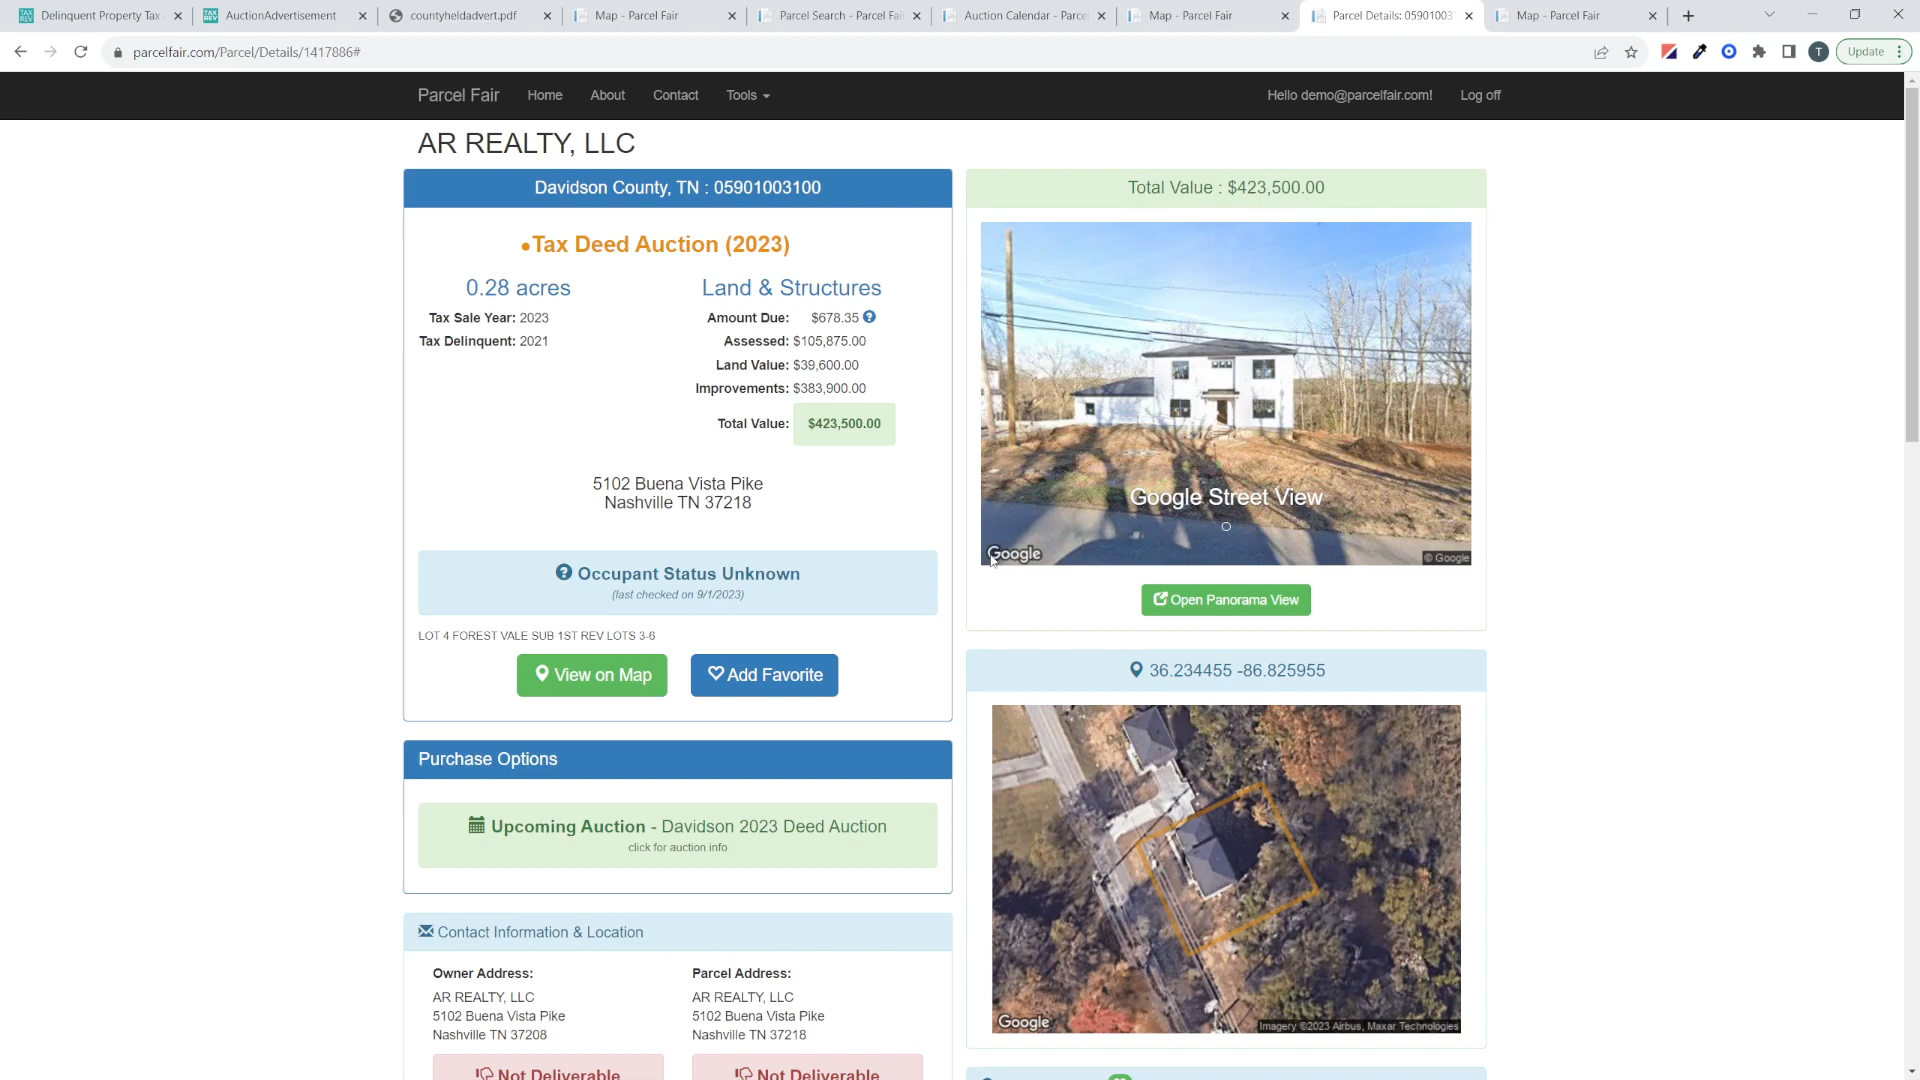 Delinquent Property Tax
AuctionAdvertisement
countyheldadvert.pdf
Map - Parcel Fair
Parcel Search - Parcel Fai
Auction Calendar - Parce
Map - Parcel Fair
Parcel Details: 05901003
Map - Parcel Fair
parcelfair.com/Parcel/Details/1417886#
T
Update
Parcel Fair
Home
About
Contact
Tools
Hello demo@parcelfair.com!
Log off
AR REALTY, LLC
Davidson County, TN : 05901003100
Tax Deed Auction (2023)
0.28 acres
Tax Sale Year: 2023
Tax Delinquent: 2021
Land & Structures
Amount Due: $678.35
Assessed: $105,875.00
Land Value: $39,600.00
Improvements: $383,900.00
Total Value: $423,500.00
5102 Buena Vista Pike
Nashville TN 37218
Occupant Status Unknown
(last checked on 9/1/2023)
LOT 4 FOREST VALE SUB 1ST REV LOTS 3-6
View on Map
Add Favorite
Purchase Options
Upcoming Auction - Davidson 2023 Deed Auction
click for auction info
Contact Information & Location
Owner Address:
AR REALTY, LLC
5102 Buena Vista Pike
Nashville TN 37208
Not Deliverable
Parcel Address:
AR REALTY, LLC
5102 Buena Vista Pike
Nashville TN 37218
Not Deliverable
Total Value : $423,500.00
Google Street View
Google
© Google
Open Panorama View
36.234455 -86.825955
Google
Imagery ©2023 Airbus, Maxar Technologies